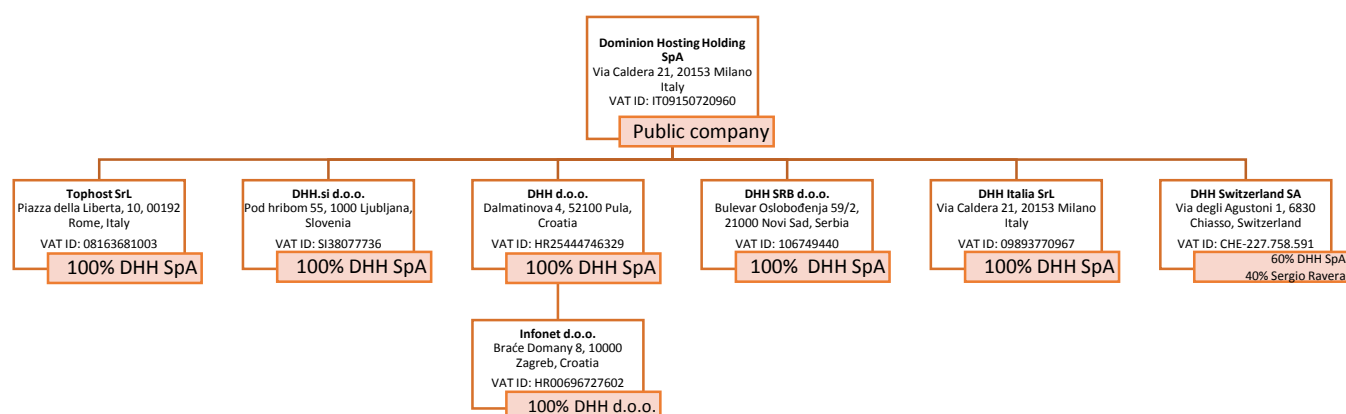 Dominion Hosting Holding
SpA
Via Caldera 21, 20153 Milano
Italy
VAT ID: IT09150720960
Public company
Tophost SrL
Piazza della Liberta, 10, 00192
Rome, Italy
VAT ID: 08163681003
100% DHH SpA
DHH.si d.o.o.
Pod hribom 55, 1000 Ljubljana,
Slovenia
VAT ID: SI38077736
100% DHH SpA
DHH d.o.o.
Dalmatinova 4, 52100 Pula,
Croatia
VAT ID: HR25444746329
100% DHH SpA
DHH SRB d.o.o.
Bulevar Oslobođenja 59/2,
21000 Novi Sad, Serbia
VAT ID: 106749440
100% DHH SpA
DHH Italia SrL
Via Caldera 21, 20153 Milano
Italy
VAT ID: 09893770967
100% DHH SpA
DHH Switzerland SA
Via degli Agustoni 1, 6830
Chiasso, Switzerland
VAT ID: CHE-227.758.591
60% DHH SpA
40% Sergio Ravera
Infonet d.o.o.
Braće Domany 8, 10000
Zagreb, Croatia
VAT ID: HR00696727602
100% DHH d.o.o.